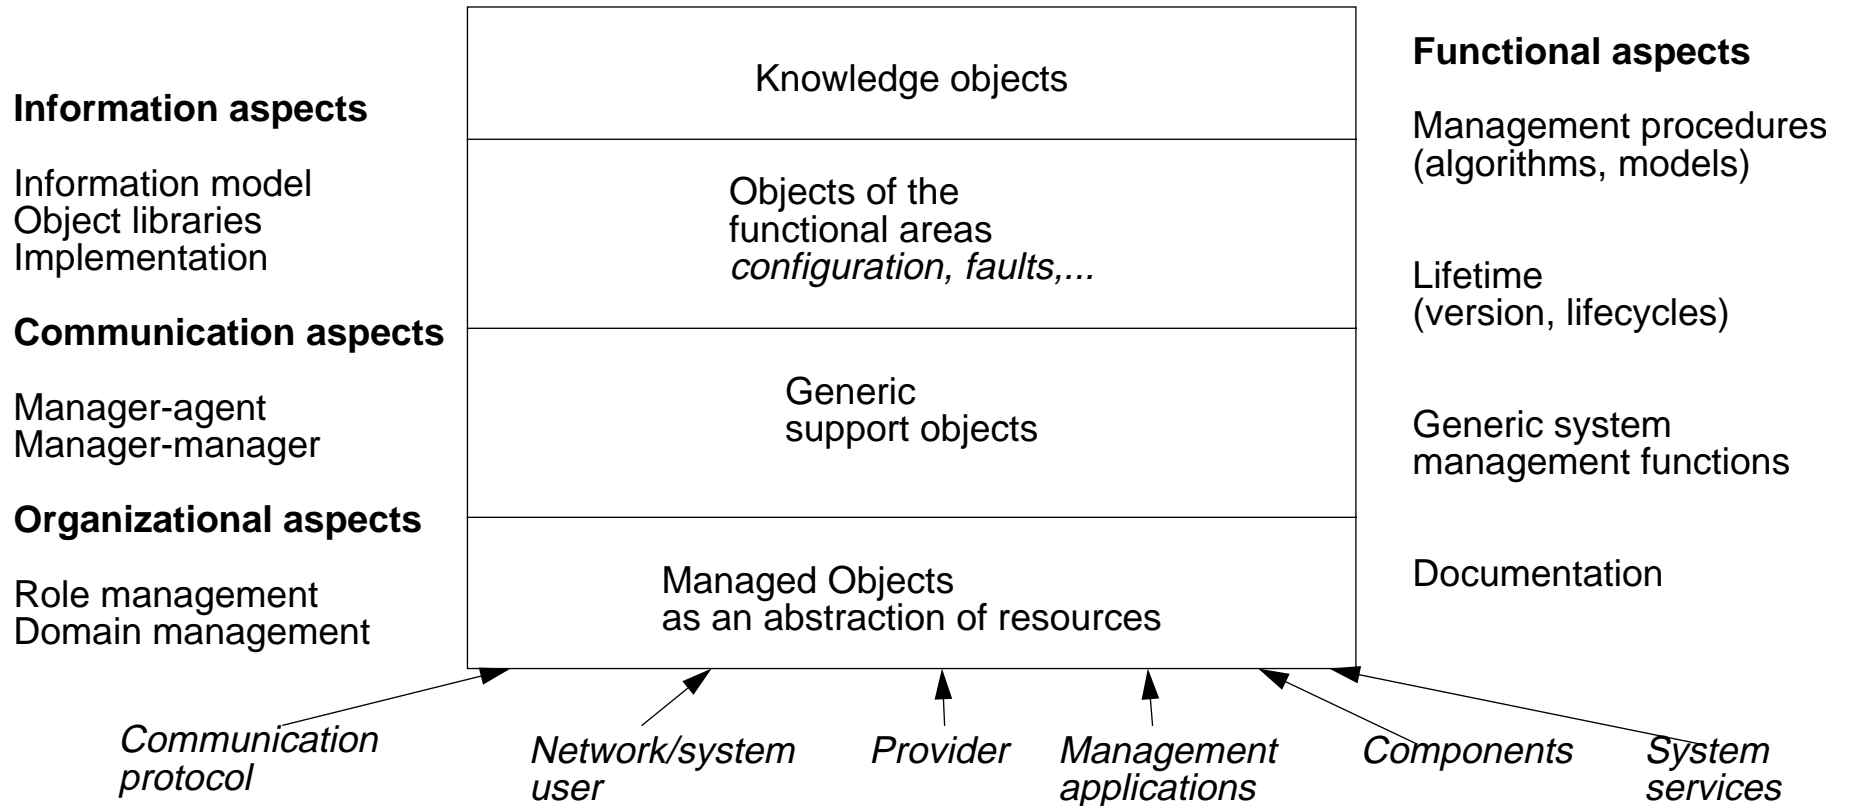 Information aspects
Information model
Object libraries
Implementation
Communication aspects
Manager-agent
Manager-manager
Organizational aspects
Role management
Domain management
Knowledge objects
Objects of the
functional areas
configuration, faults,...
Generic
support objects
Managed Objects
as an abstraction of resources
Functional aspects
Management procedures
(algorithms, models)
Lifetime
(version, lifecycles)
Generic system
management functions
Documentation
Communication
protocol
Network/system
user
Provider
Management
applications
Components
System
services